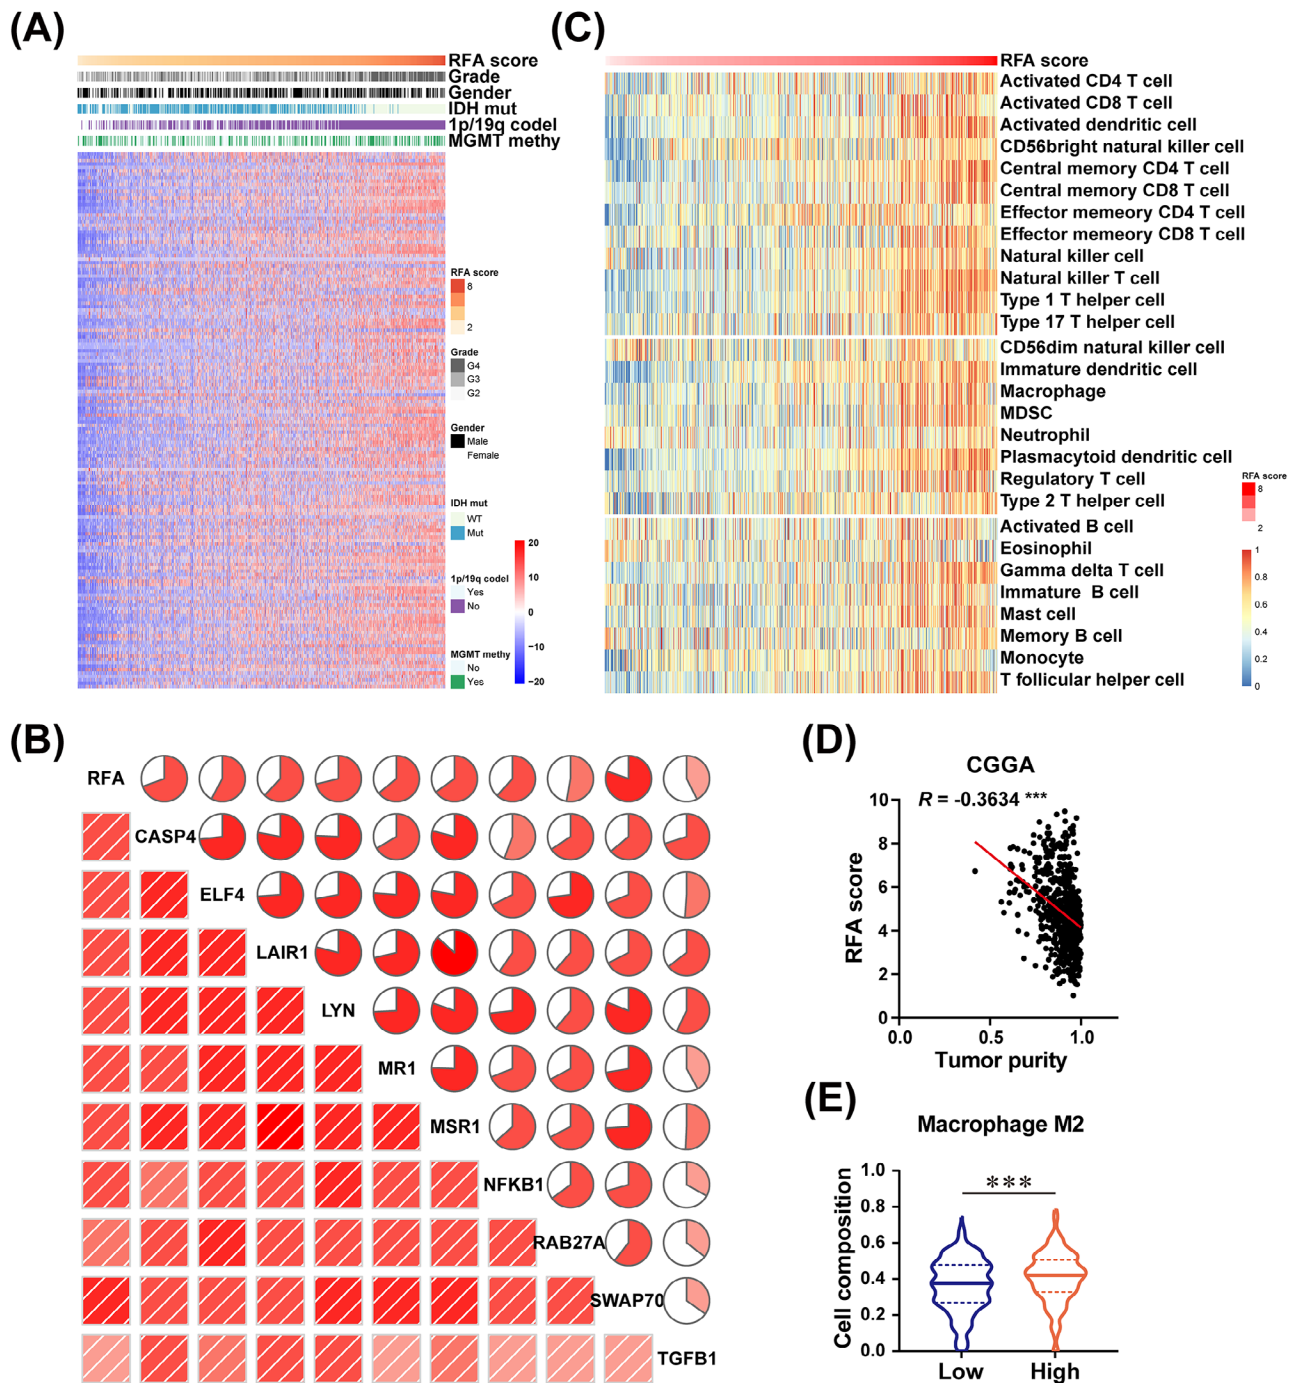 (A)
RFA score
Grade
Gender
IDH mut
1p/19q codel
MGMT methy
RFA score
8
2
Grade
G4
G3
G2
Gender
Male
Female
IDH mut
WT
Mut
1p/19q codel
Yes
No
MGMT methy
No
Yes
20
10
0
−10
−20
(C)
RFA score
Activated CD4 T cell
Activated CD8 T cell
Activated dendritic cell
CD56bright natural killer cell
Central memory CD4 T cell
Central memory CD8 T cell
Effector memeory CD4 T cell
Effector memeory CD8 T cell
Natural killer cell
Natural killer T cell
Type 1 T helper cell
Type 17 T helper cell
CD56dim natural killer cell
Immature dendritic cell
Macrophage
MDSC
Neutrophil
Plasmacytoid dendritic cell
Regulatory T cell
Type 2 T helper cell
Activated B cell
Eosinophil
Gamma delta T cell
Immature B cell
Mast cell
Memory B cell
Monocyte
T follicular helper cell
RFA score
8
2
1
0.8
0.6
0.4
0.2
0
(B)
RFA
CASP4
ELF4
LAIR1
LYN
MR1
MSR1
NFKB1
RAB27A
SWAP70
TGFB1
(D)
CGGA
R = -0.3634 ***
RFA score
10
8
6
4
2
0
0.0 0.5 1.0
Tumor purity
(E)
Macrophage M2
***
Cell composition
1.0
0.8
0.6
0.4
0.2
0.0
Low High